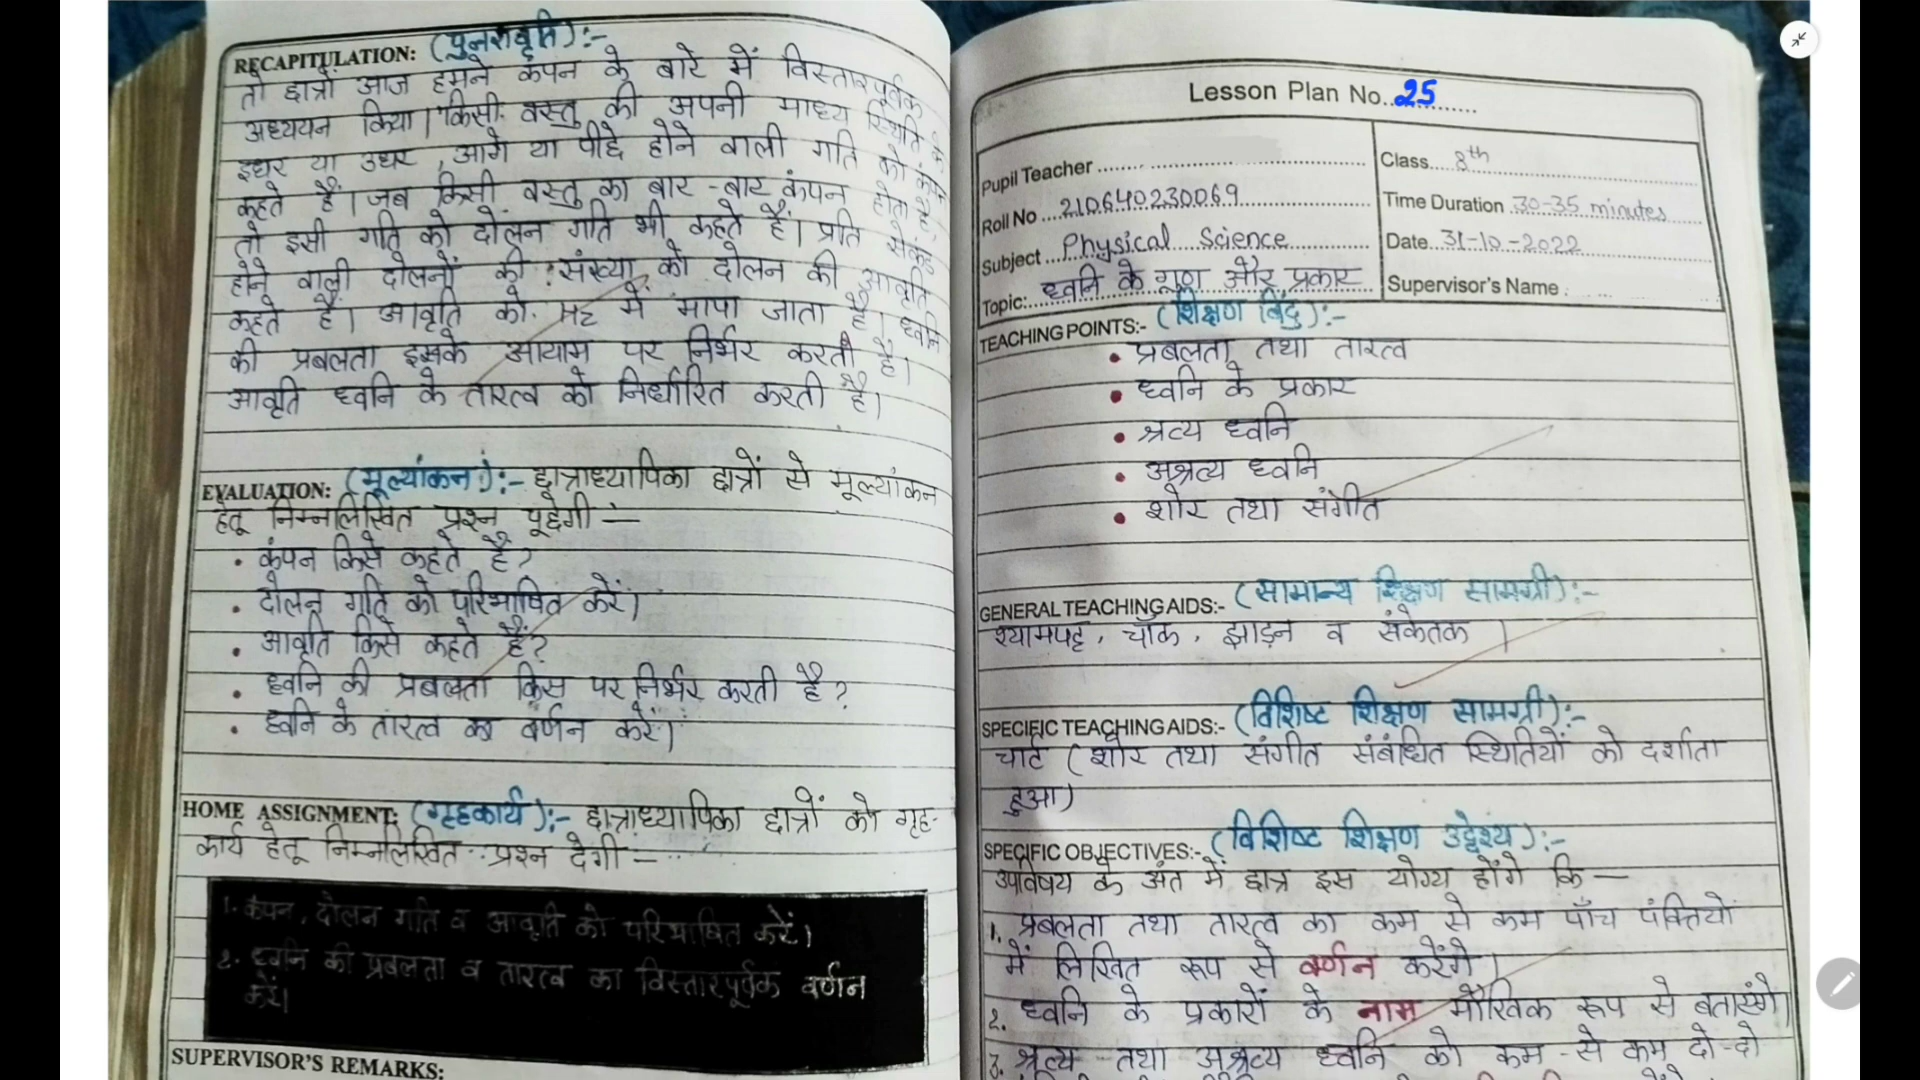 RECAPITULATION: (पुनरावृति):-
तो छात्रों आज हमने कंपन के बारे में विस्तारपूर्वक
अध्ययन किया। किसी वस्तु की अपनी माध्य स्थिति के
इधर या उधर, आगे या पीछे होने वाली गति को कंपन
कहते हैं। जब किसी वस्तु का बार-बार कंपन होता है,
तो इसी गति को दोलन गति भी कहते हैं। प्रति सेकंड
होने वाली दोलनों की संख्या को दोलन की आवृति
कहते हैं। आवृति को Hz में मापा जाता है। ध्वनि
की प्रबलता इसके आयाम पर निर्भर करती है।
आवृति ध्वनि के तारत्व को निर्धारित करती है।
EVALUATION: (मूल्यांकन):- छात्राध्यापिका छात्रों से मूल्यांकन
हेतू निम्नलिखित प्रश्न पूछेगी —
• कंपन किसे कहते हैं?
• दोलन गति को परिभाषित करें।
• आवृति किसे कहते हैं?
• ध्वनि की प्रबलता किस पर निर्भर करती है?
• ध्वनि के तारत्व का वर्णन करें।
HOME ASSIGNMENT: (गृहकार्य):- छात्राध्यापिका छात्रों को गृह-
कार्य हेतू निम्नलिखित प्रश्न देगी —
1. कंपन, दोलन गति व आवृति को परिभाषित करें।
2. ध्वनि की प्रबलता व तारत्व का विस्तारपूर्वक वर्णन
करें।
SUPERVISOR'S REMARKS:
Lesson Plan No. 25
Pupil Teacher
Class 8th
Roll No 210640230069
Time Duration 30-35 minutes
Subject Physical Science
Date 31-10-2022
Topic: ध्वनि के गुण और प्रकार
Supervisor's Name
TEACHING POINTS:- (शिक्षण बिंदु):-
• प्रबलता तथा तारत्व
• ध्वनि के प्रकार
• श्रव्य ध्वनि
• अश्रव्य ध्वनि
• शोर तथा संगीत
GENERAL TEACHING AIDS:- (सामान्य शिक्षण सामग्री):-
श्यामपट्ट, चॉक, झाड़न व संकेतक।
SPECIFIC TEACHING AIDS:- (विशिष्ट शिक्षण सामग्री):-
चार्ट (शोर तथा संगीत संबंधित स्थितियों को दर्शाता
हुआ)
SPECIFIC OBJECTIVES:- (विशिष्ट शिक्षण उद्देश्य):-
उपविषय के अंत में छात्र इस योग्य होंगे कि —
1. प्रबलता तथा तारत्व का कम से कम पाँच पंक्तियों
में लिखित रूप से वर्णन करेंगे।
2. ध्वनि के प्रकारों के नाम मौखिक रूप से बताएंगे।
3. श्रव्य तथा अश्रव्य ध्वनि को कम-से कम दो-दो